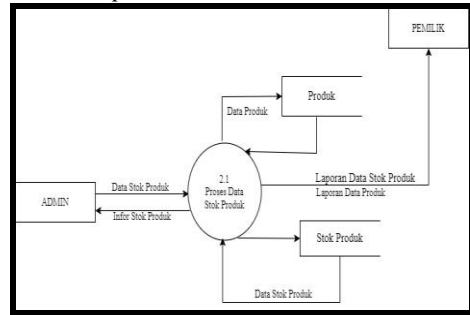 PEMILIK
Produk
Data Produk
2.1
Proses Data
Stok Produk
Laporan Data Stok Produk
Laporan Data Produk
Data Stok Produk
ADMIN
Infor Stok Produk
Stok Produk
Data Stok Produk